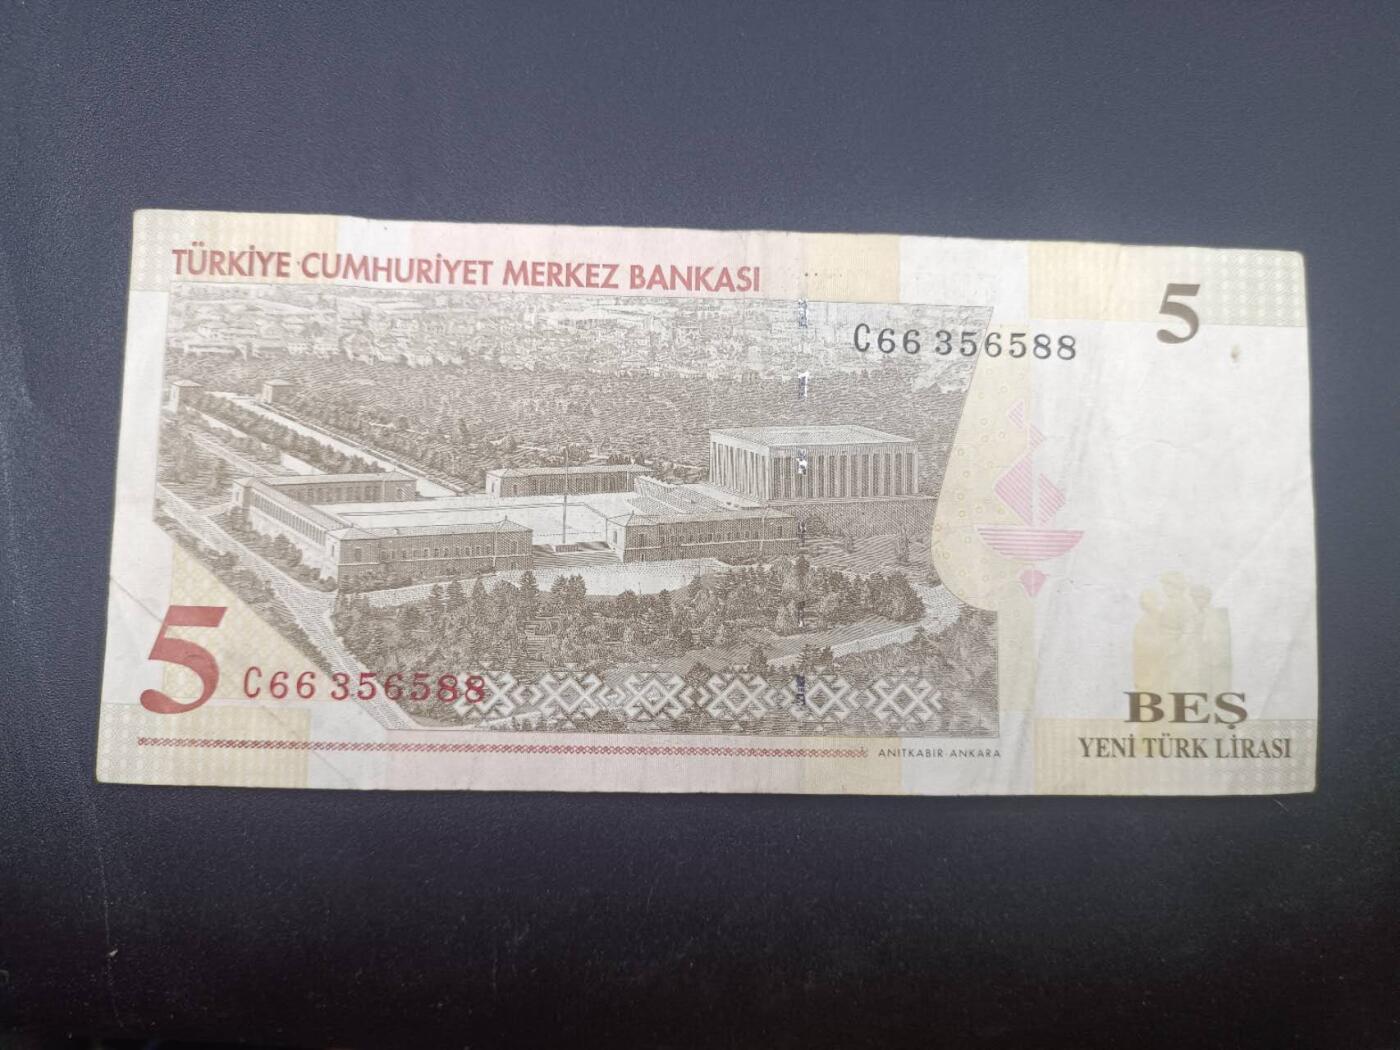 TÜRKİYE CUMHURİYET MERKEZ BANKASI
5
C66 356588
5
C66 356588
BEŞ
YENİ TÜRK LİRASI
ANITKABİR-ANKARA